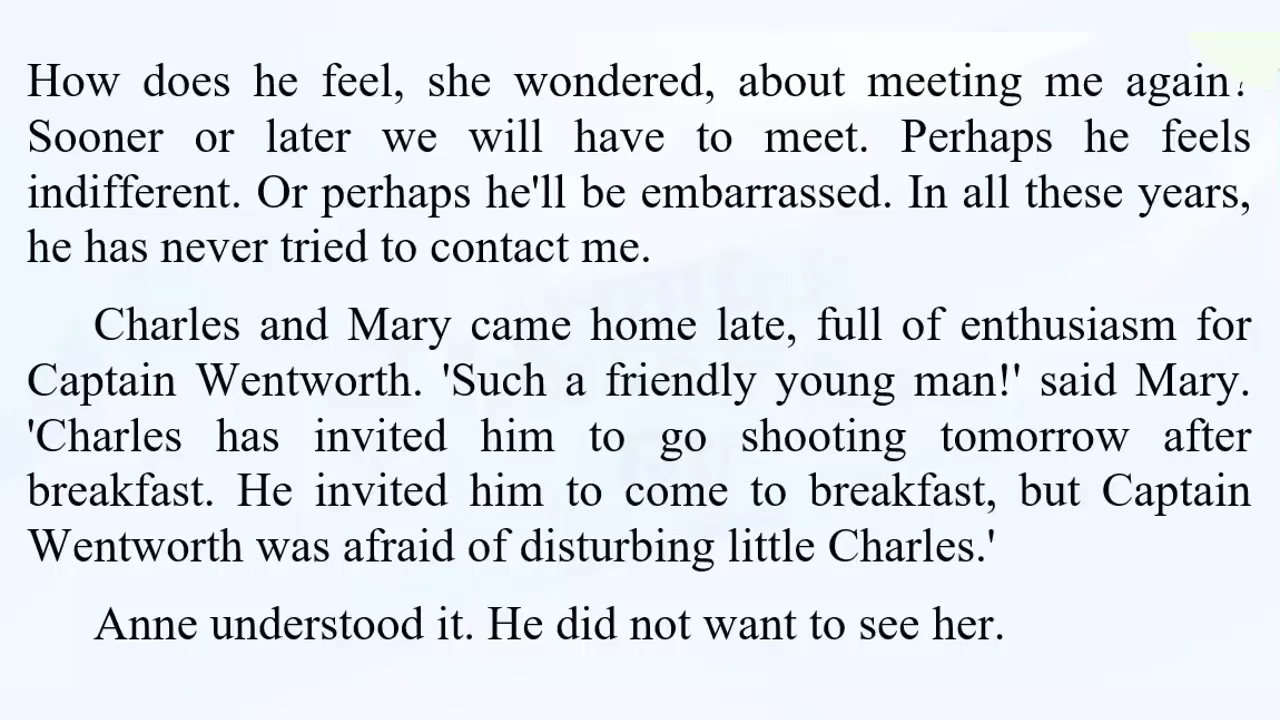 How does he feel, she wondered, about meeting me again?
Sooner or later we will have to meet. Perhaps he feels
indifferent. Or perhaps he'll be embarrassed. In all these years,
he has never tried to contact me.
Charles and Mary came home late, full of enthusiasm for
Captain Wentworth. 'Such a friendly young man!' said Mary.
'Charles has invited him to go shooting tomorrow after
breakfast. He invited him to come to breakfast, but Captain
Wentworth was afraid of disturbing little Charles.'
Anne understood it. He did not want to see her.